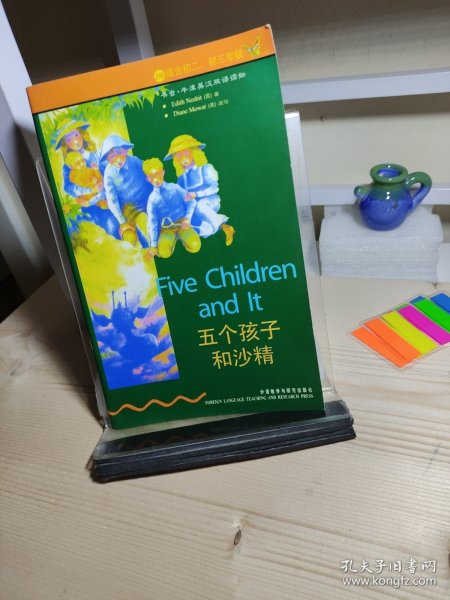 适合初二、初三年级
书虫·牛津英汉双语读物
Edith Nesbit (英) 著
Diane Mowat (英) 改写
Five Children
and It
五个孩子
和沙精
外语教学与研究出版社
FOREIGN LANGUAGE TEACHING AND RESEARCH PRESS
孔夫子旧书网
www.kongfz.com